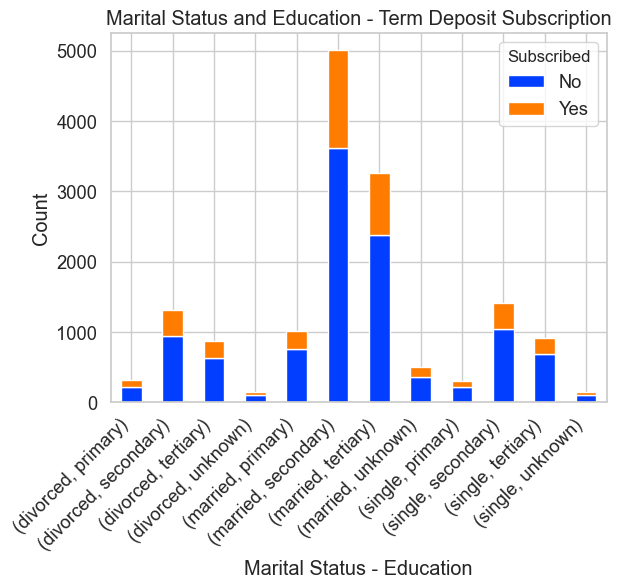 Marital Status and Education - Term Deposit Subscription
Subscribed
No
Yes
Count
5000
4000
3000
2000
1000
0
(divorced, primary)
(divorced, secondary)
(divorced, tertiary)
(divorced, unknown)
(married, primary)
(married, secondary)
(married, tertiary)
(married, unknown)
(single, primary)
(single, secondary)
(single, tertiary)
(single, unknown)
Marital Status - Education